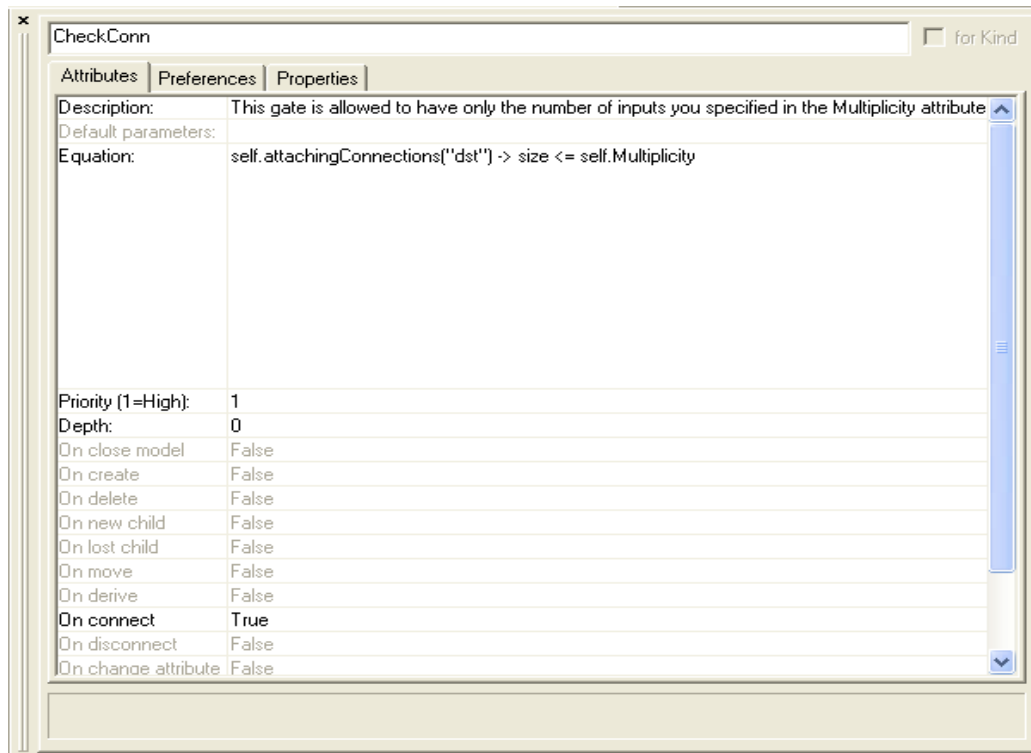 CheckConn for Kind
Attributes Preferences Properties
Description: This gate is allowed to have only the number of inputs you specified in the Multiplicity attribute
Default parameters:
Equation: self.attachingConnections("dst") -> size <= self.Multiplicity
Priority (1=High): 1
Depth: 0
On close model False
On create False
On delete False
On new child False
On lost child False
On move False
On derive False
On connect True
On disconnect False
On change attribute False